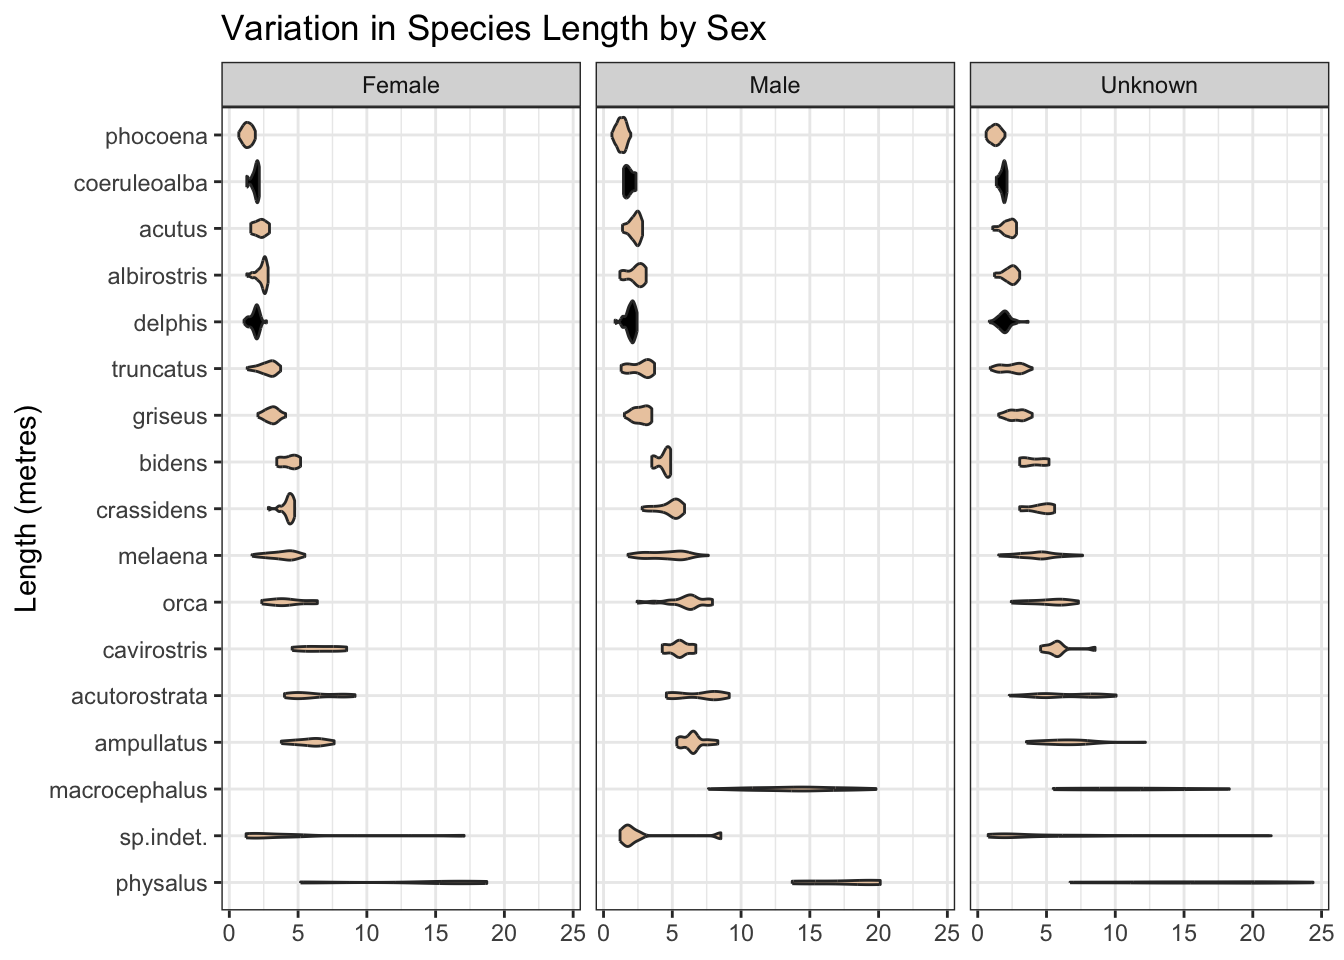 Variation in Species Length by Sex
Female Male Unknown
Length (metres)
phocoena
coeruleoalba
acutus
albirostris
delphis
truncatus
griseus
bidens
crassidens
melaena
orca
cavirostris
acutorostrata
ampullatus
macrocephalus
sp.indet.
physalus
0 5 10 15 20 25 0 5 10 15 20 25 0 5 10 15 20 25